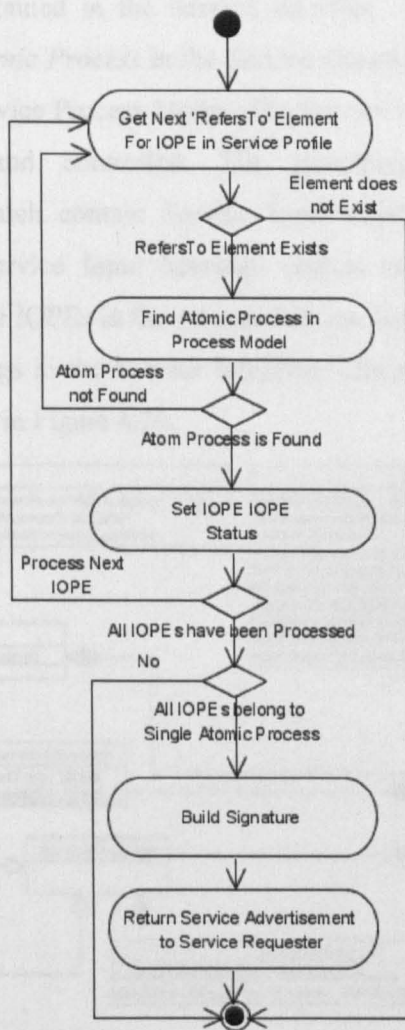 Get Next 'RefersTo' Element
For IOPE in Service Profile
Element does
not Exist
RefersTo Element Exists
Find Atomic Process in
Process Model
Atom Process
not Found
Atom Process is Found
Set IOPE IOPE
Status
Process Next
IOPE
All IOPE s have been Processed
No
All IOPE s belong to
Single Atomic Process
Build Signature
Return Service Advertisement
to Service Requester